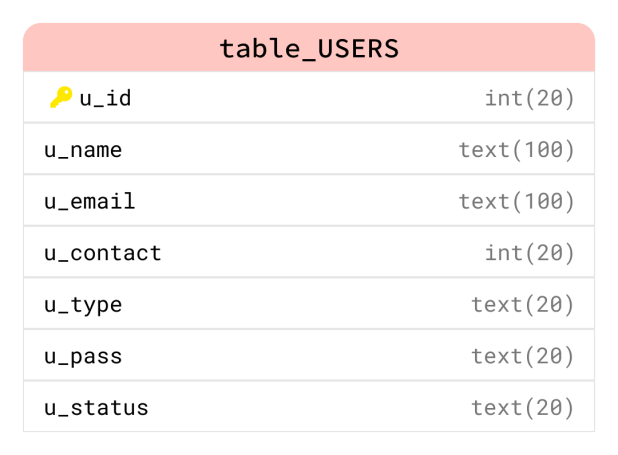 table_USERS
u_id int(20)
u_name text(100)
u_email text(100)
u_contact int(20)
u_type text(20)
u_pass text(20)
u_status text(20)